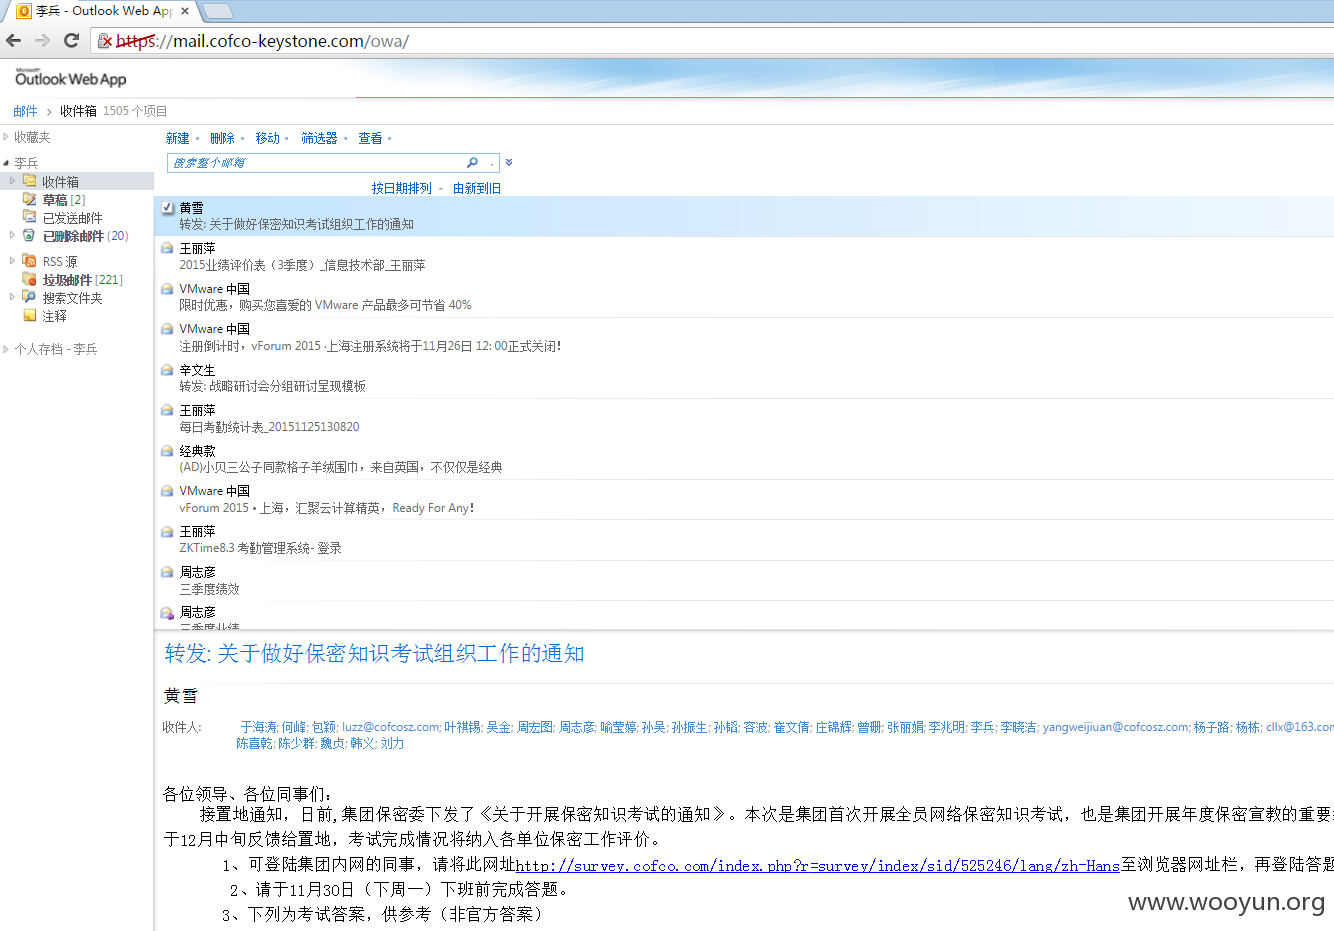 李兵 - Outlook Web App
https://mail.cofco-keystone.com/owa/
Microsoft
Outlook Web App
邮件 收件箱 1505 个项目
收藏夹
李兵
收件箱
草稿 [2]
已发送邮件
已删除邮件 (20)
RSS 源
垃圾邮件 [221]
搜索文件夹
注释
个人存档 - 李兵
新建 删除 移动 筛选器 查看
搜索整个邮箱
按日期排列 由新到旧
黄雪
转发: 关于做好保密知识考试组织工作的通知
王丽萍
2015业绩评价表（3季度）_信息技术部_王丽萍
VMware 中国
限时优惠，购买您喜爱的 VMware 产品最多可节省 40%
VMware 中国
注册倒计时，vForum 2015 ·上海注册系统将于11月26日 12: 00正式关闭!
辛文生
转发: 战略研讨会分组研讨呈现模板
王丽萍
每日考勤统计表_20151125130820
经典款
(AD)小贝三公子同款格子羊绒围巾，来自英国，不仅仅是经典
VMware 中国
vForum 2015 • 上海，汇聚云计算精英，Ready For Any!
王丽萍
ZKTime8.3 考勤管理系统- 登录
周志彦
三季度绩效
周志彦
三季度业绩
转发: 关于做好保密知识考试组织工作的通知
黄雪
收件人: 于海涛; 何峰; 包颖; luzz@cofcosz.com; 叶祺锡; 吴金; 周宏图; 周志彦; 喻莹婷; 孙昊; 孙振生; 孙韬; 容波; 崔文倩; 庄锦辉; 曾珊; 张丽娟; 李兆明; 李兵; 李晓洁; yangweijiuan@cofcosz.com; 杨子路; 杨栋; cllx@163.com
陈喜乾; 陈少群; 魏贞; 韩义; 刘力
各位领导、各位同事们:
接置地通知，日前,集团保密委下发了《关于开展保密知识考试的通知》。本次是集团首次开展全员网络保密知识考试，也是集团开展年度保密宣教的重要
于12月中旬反馈给置地，考试完成情况将纳入各单位保密工作评价。
1、可登陆集团内网的同事，请将此网址http://survey.cofco.com/index.php?r=survey/index/sid/525246/lang/zh-Hans至浏览器网址栏，再登陆答题
2、请于11月30日（下周一）下班前完成答题。
3、下列为考试答案，供参考（非官方答案）
www.wooyun.org